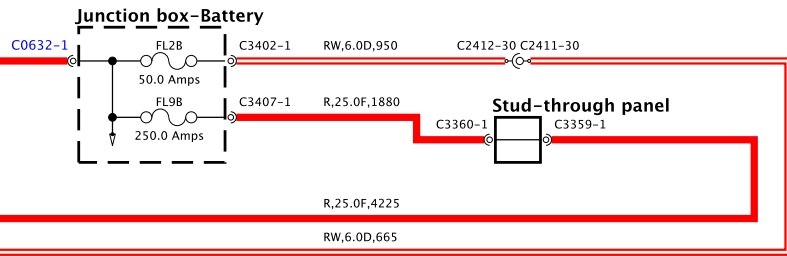 Junction box-Battery
C0632-1
FL2B
50.0 Amps
C3402-1
RW,6.0D,950
C2412-30 C2411-30
FL9B
250.0 Amps
C3407-1
R,25.0F,1880
Stud-through panel
C3360-1
C3359-1
R,25.0F,4225
RW,6.0D,665